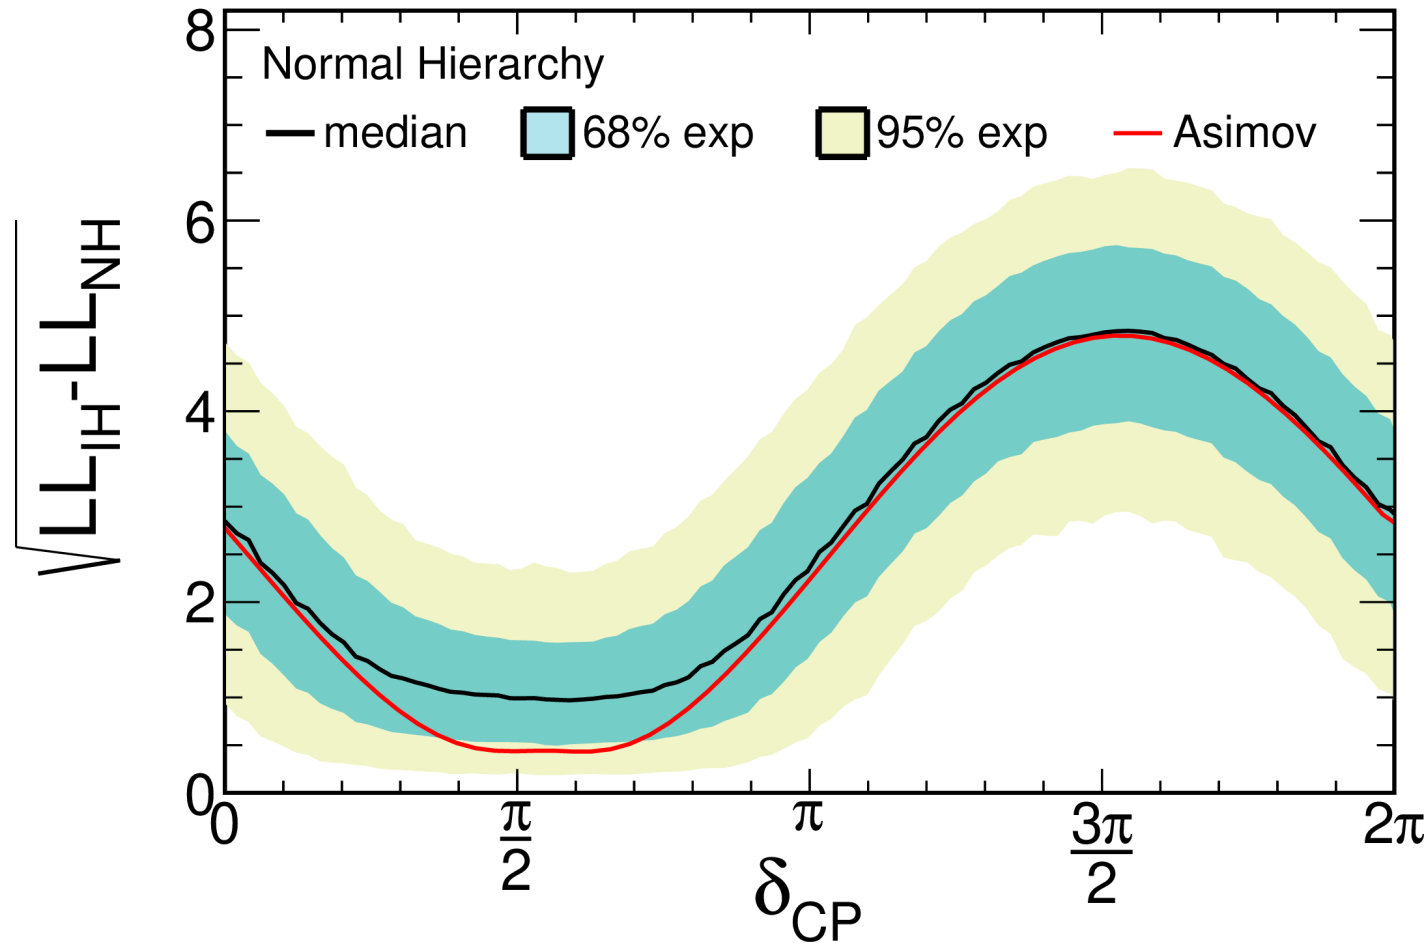 8
Normal Hierarchy
median 68% exp 95% exp Asimov
6
4
2
0
√LL_IH-LL_NH
0 π/2 π 3π/2 2π
δ_CP